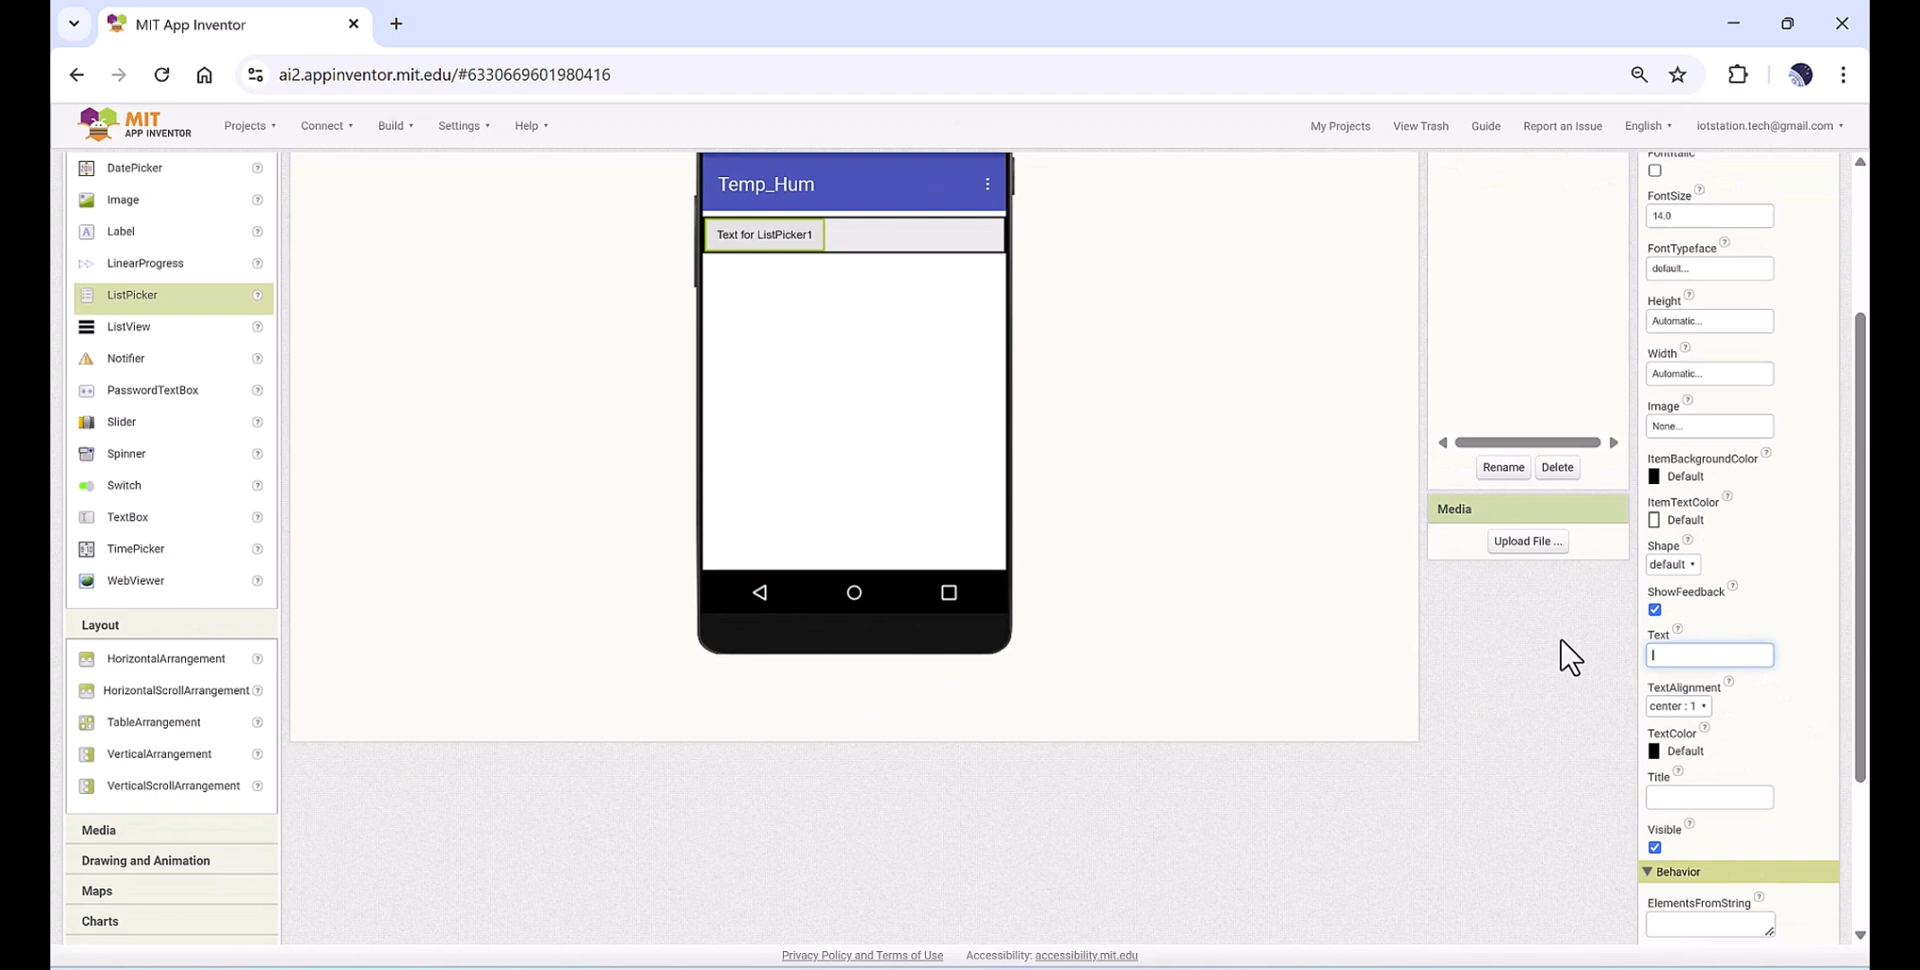 MIT App Inventor
ai2.appinventor.mit.edu/#6330669601980416
MIT
APP INVENTOR
Projects
Connect
Build
Settings
Help
My Projects
View Trash
Guide
Report an Issue
English
iotstation.tech@gmail.com
DatePicker ?
Image ?
Label ?
LinearProgress ?
ListPicker ?
ListView ?
Notifier ?
PasswordTextBox ?
Slider ?
Spinner ?
Switch ?
TextBox ?
TimePicker ?
WebViewer ?
Layout
HorizontalArrangement ?
HorizontalScrollArrangement ?
TableArrangement ?
VerticalArrangement ?
VerticalScrollArrangement ?
Media
Drawing and Animation
Maps
Charts
Temp_Hum
Text for ListPicker1
Rename
Delete
Media
Upload File ...
FontItalic
FontSize ?
14.0
FontTypeface ?
default...
Height ?
Automatic...
Width ?
Automatic...
Image ?
None...
ItemBackgroundColor ?
Default
ItemTextColor ?
Default
Shape ?
default
ShowFeedback ?
Text ?
TextAlignment ?
center : 1
TextColor ?
Default
Title ?
Visible ?
Behavior
ElementsFromString ?
Privacy Policy and Terms of Use
Accessibility: accessibility.mit.edu